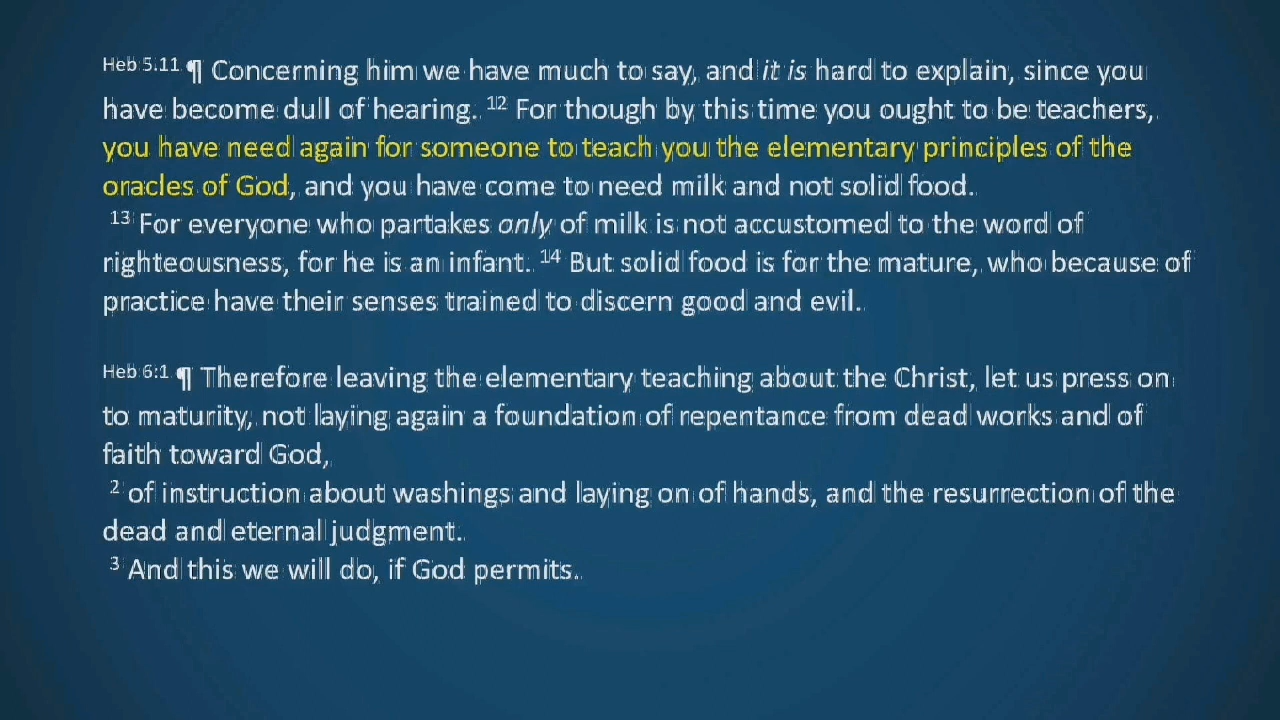 Heb 5.11 ¶ Concerning him we have much to say, and it is hard to explain, since you
have become dull of hearing. 12 For though by this time you ought to be teachers,
you have need again for someone to teach you the elementary principles of the
oracles of God, and you have come to need milk and not solid food.
13 For everyone who partakes only of milk is not accustomed to the word of
righteousness, for he is an infant. 14 But solid food is for the mature, who because of
practice have their senses trained to discern good and evil.
Heb 6:1 ¶ Therefore leaving the elementary teaching about the Christ, let us press on
to maturity, not laying again a foundation of repentance from dead works and of
faith toward God,
2 of instruction about washings and laying on of hands, and the resurrection of the
dead and eternal judgment.
3 And this we will do, if God permits.